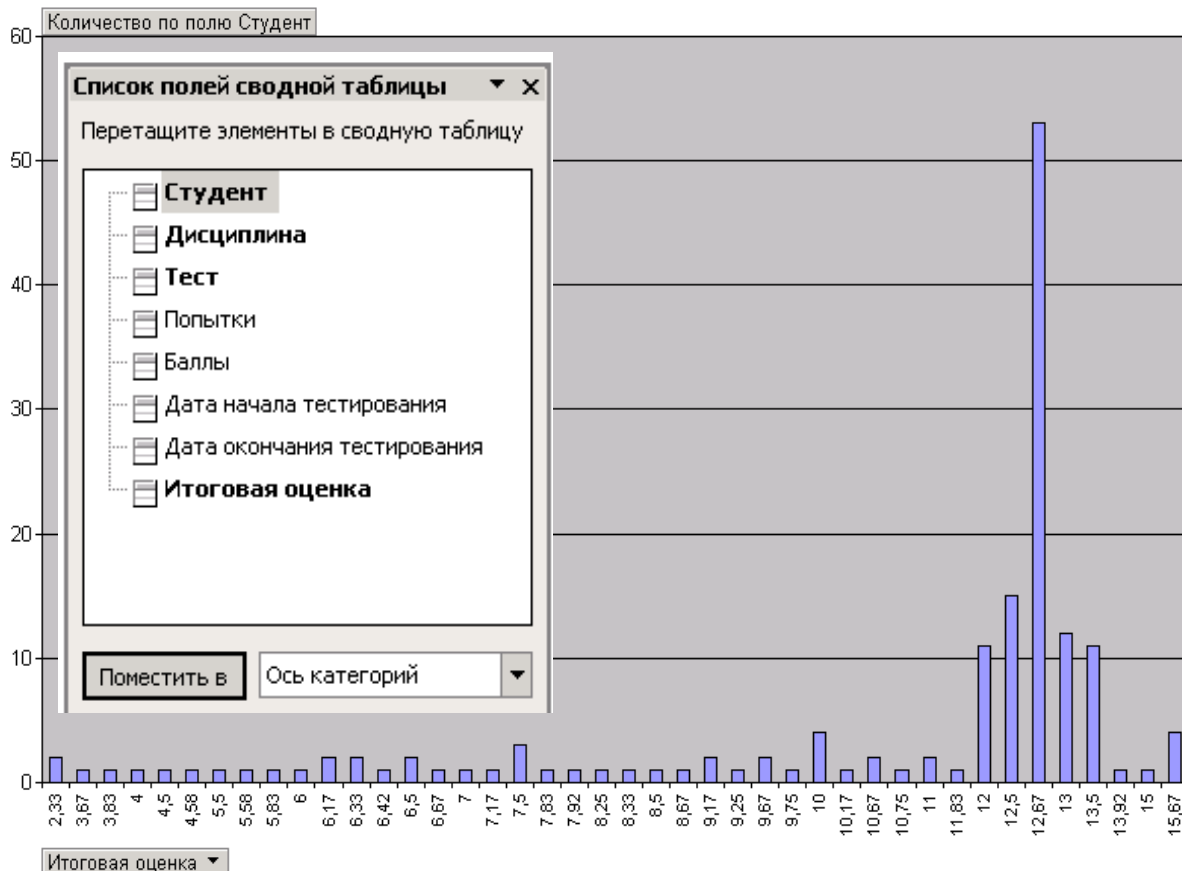 Количество по полю Студент
60
50
40
30
20
10
0
Список полей сводной таблицы
Перетащите элементы в сводную таблицу
Студент
Дисциплина
Тест
Попытки
Баллы
Дата начала тестирования
Дата окончания тестирования
Итоговая оценка
Поместить в Ось категорий
2,33 3,67 3,83 4 4,5 4,58 5,5 5,58 5,83 6 6,17 6,33 6,42 6,5 6,67 7 7,17 7,5 7,83 7,92 8,25 8,33 8,5 8,67 9,17 9,25 9,67 9,75 10 10,17 10,67 10,75 11 11,83 12 12,5 12,67 13 13,5 13,92 15 15,67
Итоговая оценка